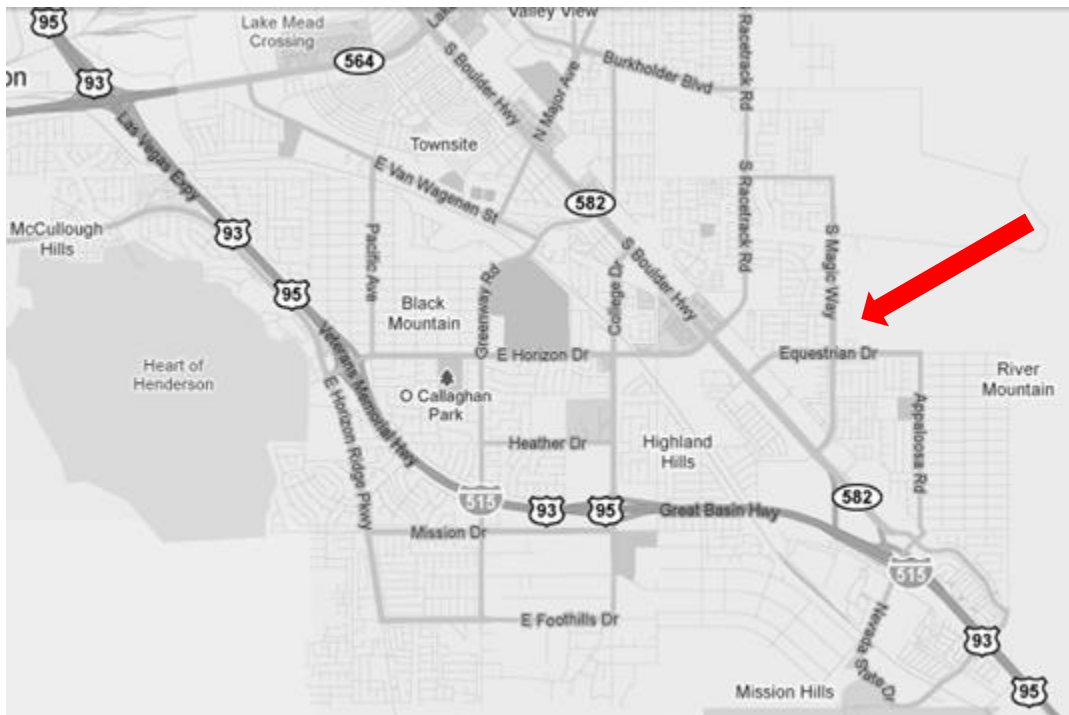 95
Lake Mead
Crossing
Valley View
564
S Boulder Hwy
Burkholder Blvd
S Racetrack Rd
on
93
N Major Ave
Las Vegas Expy
Townsite
E Van Wagenen St
S Racetrack Rd
582
McCullough
Hills
93
Pacific Ave
S Boulder Hwy
S Magic Way
95
Black
Mountain
Greenway Rd
College Dr
E Horizon Dr
Equestrian Dr
Heart of
Henderson
Veterans Memorial Hwy
O Callaghan
Park
River
Mountain
E Horizon Ridge Pkwy
Appaloosa Rd
Heather Dr
Highland
Hills
515
93
95
Great Basin Hwy
582
Mission Dr
515
E Foothills Dr
Nevada State Dr
93
Mission Hills
95